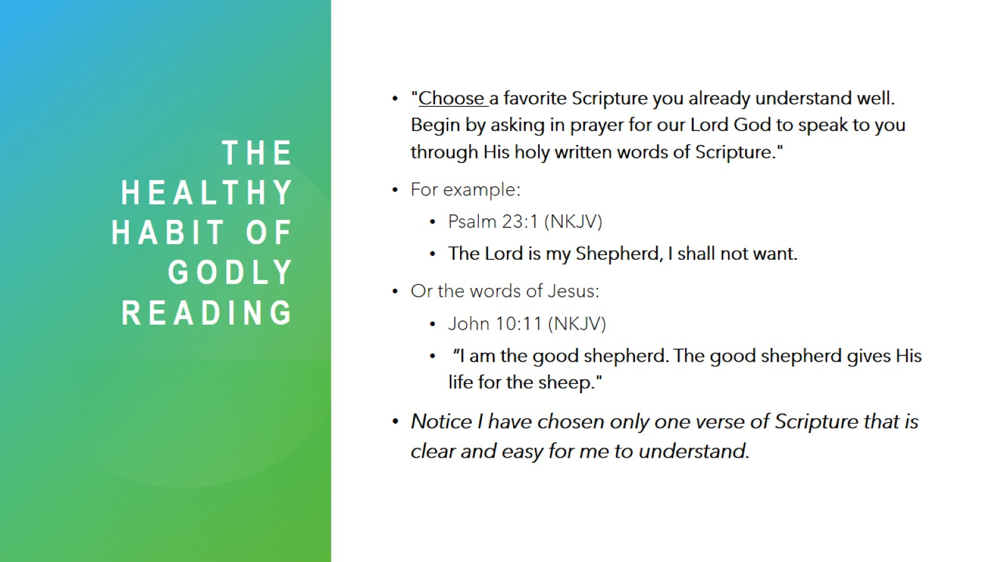 THE
HEALTHY
HABIT OF
GODLY
READING
• "Choose a favorite Scripture you already understand well.
Begin by asking in prayer for our Lord God to speak to you
through His holy written words of Scripture."
• For example:
• Psalm 23:1 (NKJV)
• The Lord is my Shepherd, I shall not want.
• Or the words of Jesus:
• John 10:11 (NKJV)
• "I am the good shepherd. The good shepherd gives His
life for the sheep."
• Notice I have chosen only one verse of Scripture that is
clear and easy for me to understand.